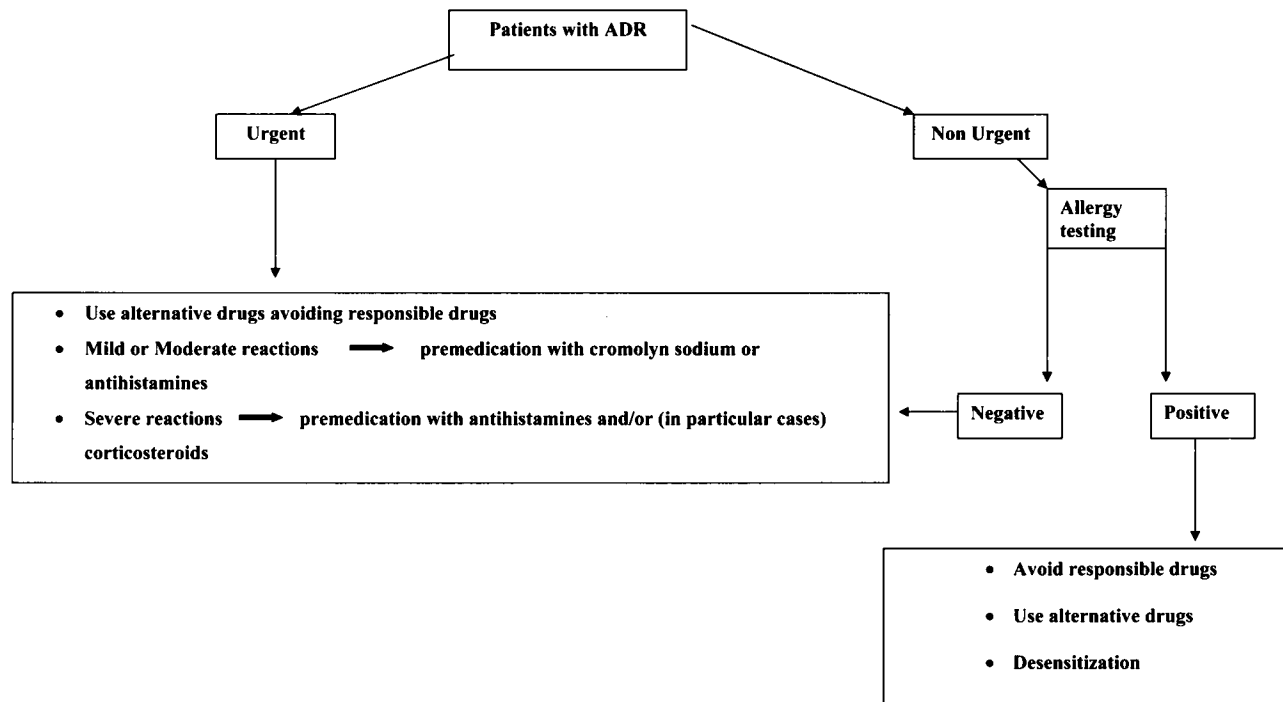 Patients with ADR
Urgent
Non Urgent
Allergy
testing
• Use alternative drugs avoiding responsible drugs
• Mild or Moderate reactions premedication with cromolyn sodium or
antihistamines
• Severe reactions premedication with antihistamines and/or (in particular cases)
corticosteroids
Negative
Positive
• Avoid responsible drugs
• Use alternative drugs
• Desensitization